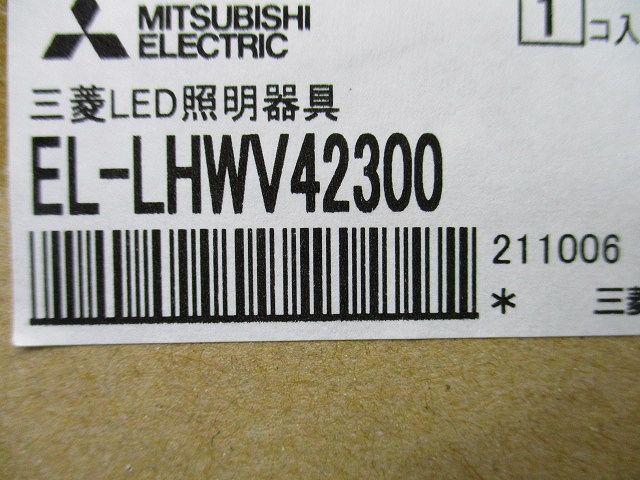 MITSUBISHI
ELECTRIC
1 コ入
三菱LED照明器具
EL-LHWV42300
211006
* 三菱